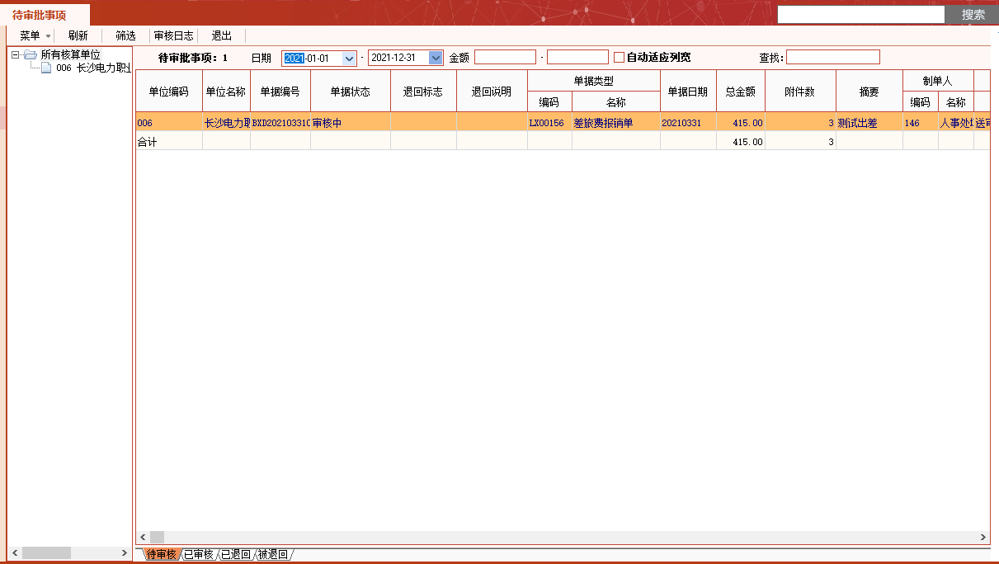 待审批事项
搜索
菜单 刷新 筛选 审核日志 退出
所有核算单位
006 长沙电力职业
待审批事项: 1 日期 2021-01-01 - 2021-12-31 金额 - 自动适应列宽 查找:
单位编码 单位名称 单据编号 单据状态 退回标志 退回说明 单据类型 单据日期 总金额 附件数 摘要 制单人
编码 名称 编码 名称
006 长沙电力职 BXD202103310 审核中 LX00156 差旅费报销单 20210331 415.00 3 测试出差 146 人事处 送审
合计 415.00 3
待审核 已审核 已退回 被退回